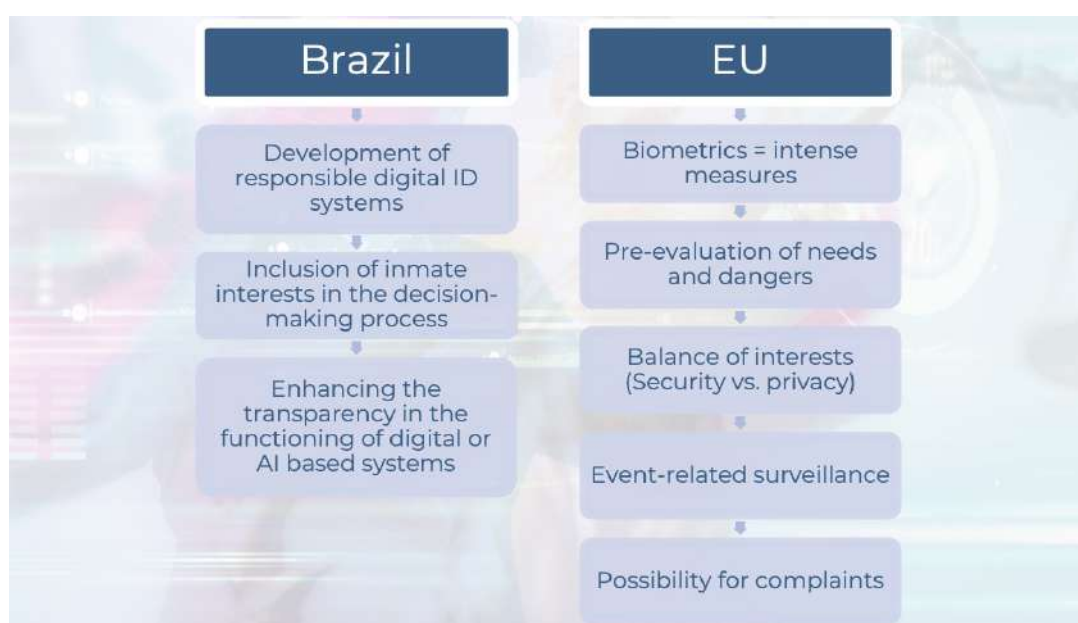 Brazil
Development of
responsible digital ID
systems
Inclusion of inmate
interests in the decision-
making process
Enhancing the
transparency in the
functioning of digital or
AI based systems
EU
Biometrics = intense
measures
Pre-evaluation of needs
and dangers
Balance of interests
(Security vs. privacy)
Event-related surveillance
Possibility for complaints